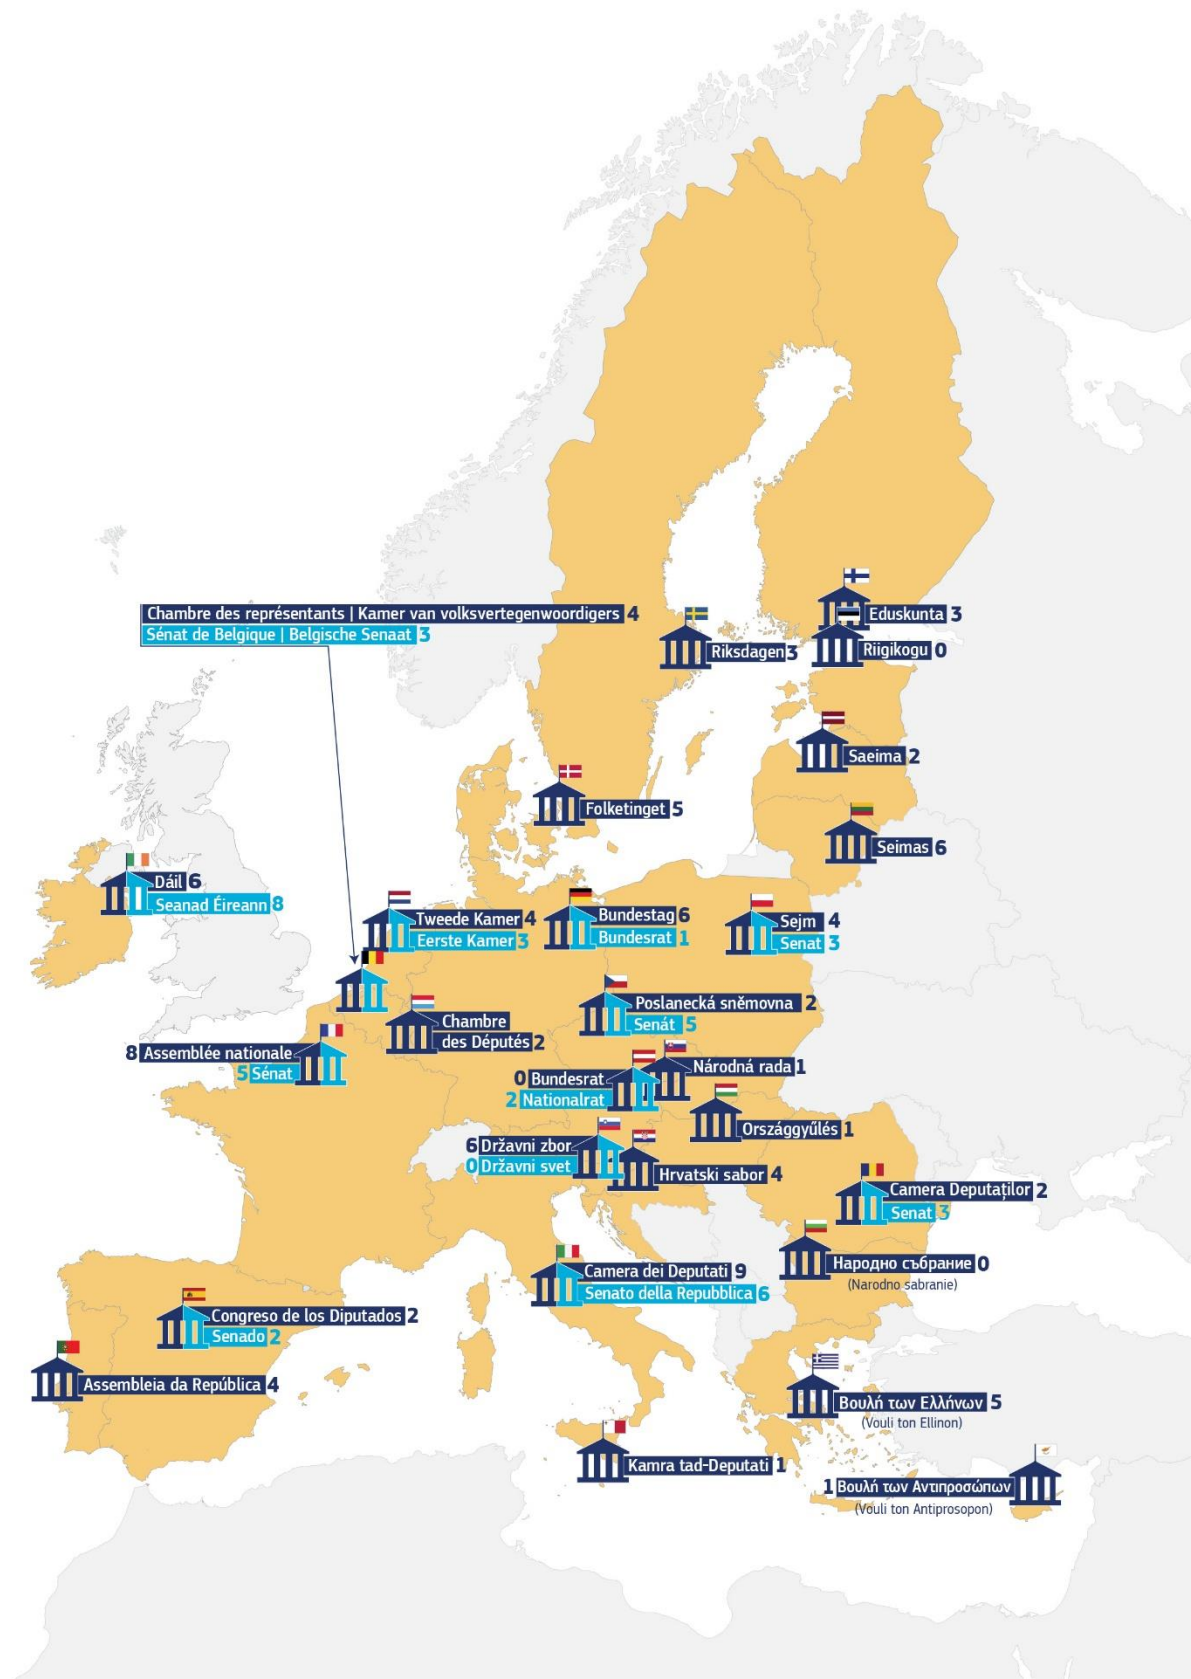 Chambre des représentants | Kamer van volksvertegenwoordigers 4
Sénat de Belgique | Belgische Senaat 3
Eduskunta 3
Riksdagen 3
Riigikogu 0
Saeima 2
Folketinget 5
Seimas 6
Dáil 6
Seanad Éireann 8
Tweede Kamer 4
Eerste Kamer 3
Bundestag 6
Bundesrat 1
Sejm 4
Senat 3
Poslanecká sněmovna 2
Senát 5
Chambre
des Députés 2
8 Assemblée nationale
5 Sénat
Národná rada 1
0 Bundesrat
2 Nationalrat
Országgyűlés 1
6 Državni zbor
0 Državni svet
Hrvatski sabor 4
Camera Deputaților 2
Senat 3
Народно събрание 0
(Narodno sabranie)
Camera dei Deputati 9
Senato della Repubblica 6
Congreso de los Diputados 2
Senado 2
Assembleia da República 4
Βουλή των Ελλήνων 5
(Vouli ton Ellinon)
Kamra tad-Deputati 1
1 Βουλή των Αντιπροσώπων
(Vouli ton Antiprosopon)